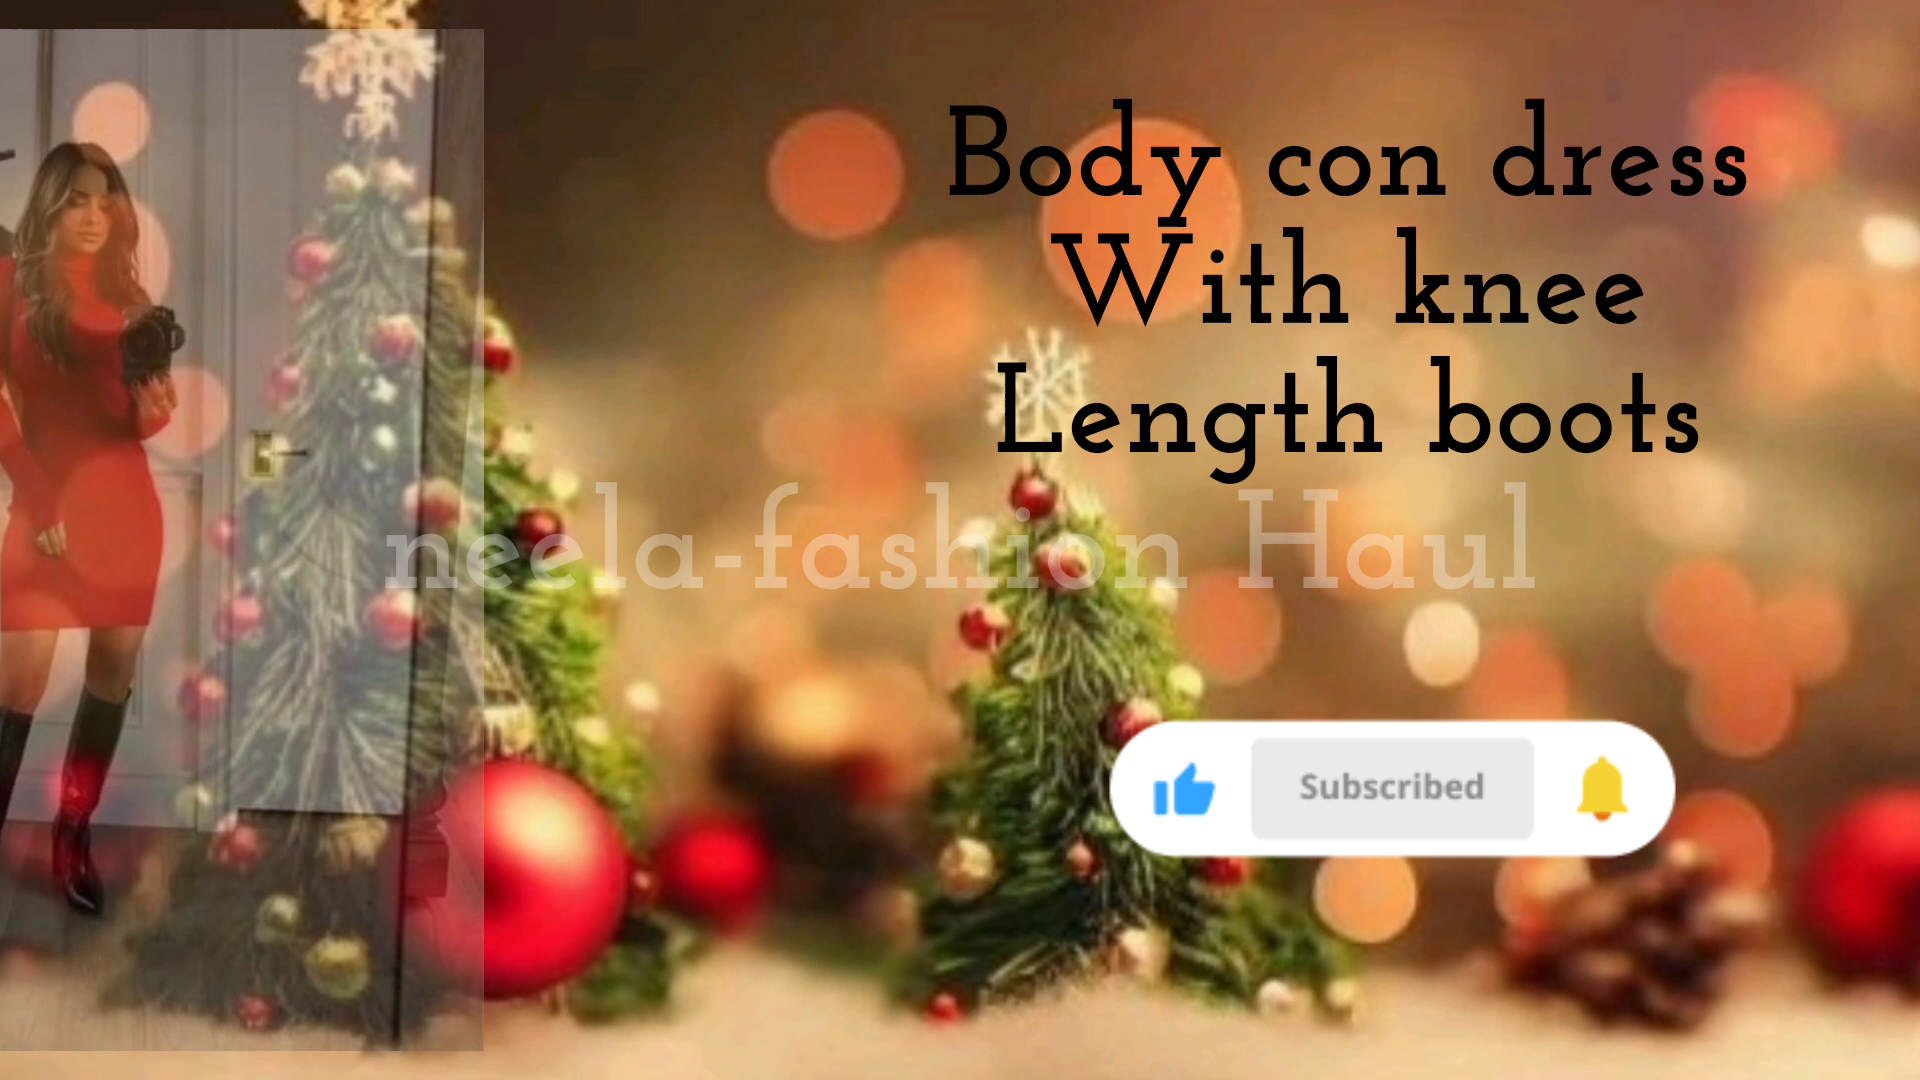 Body con dress
With knee
Length boots
neela-fashion Haul
Subscribed